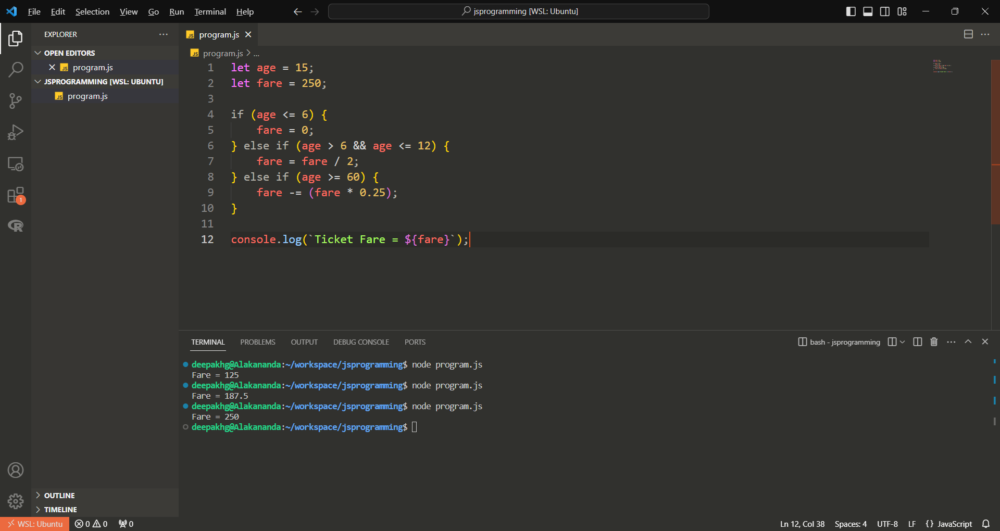 File Edit Selection View Go Run Terminal Help
jsprogramming [WSL: Ubuntu]
EXPLORER
OPEN EDITORS
program.js
JSPROGRAMMING [WSL: UBUNTU]
program.js
OUTLINE
TIMELINE
program.js
program.js > ...
1 let age = 15;
2 let fare = 250;
3
4 if (age <= 6) {
5     fare = 0;
6 } else if (age > 6 && age <= 12) {
7     fare = fare / 2;
8 } else if (age >= 60) {
9     fare -= (fare * 0.25);
10 }
11
12 console.log(`Ticket Fare = ${fare}`);
TERMINAL PROBLEMS OUTPUT DEBUG CONSOLE PORTS
bash - jsprogramming
deepakhg@Alakananda:~/workspace/jsprogramming$ node program.js
Fare = 125
deepakhg@Alakananda:~/workspace/jsprogramming$ node program.js
Fare = 187.5
deepakhg@Alakananda:~/workspace/jsprogramming$ node program.js
Fare = 250
deepakhg@Alakananda:~/workspace/jsprogramming$
1
WSL: Ubuntu 0 0 0
Ln 12, Col 38 Spaces: 4 UTF-8 LF {} JavaScript